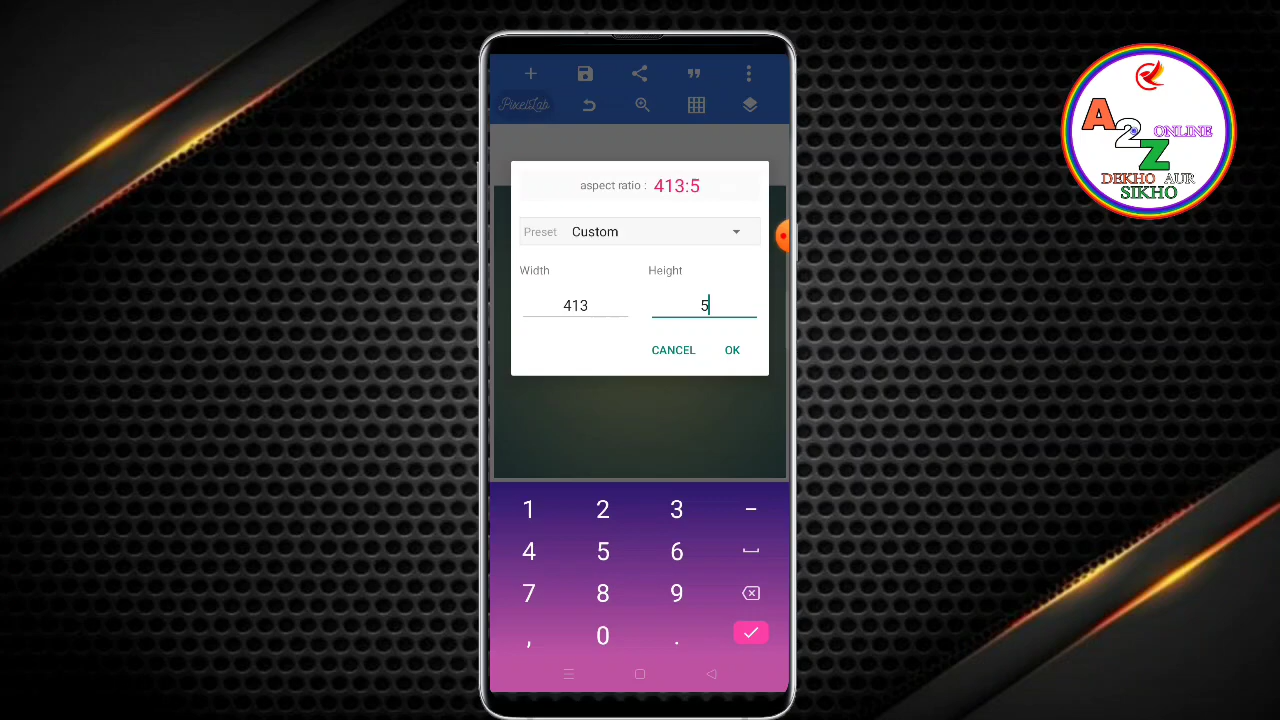 PixelLab
aspect ratio : 413:5
Preset Custom
Width Height
413 5
CANCEL OK
1 2 3 -
4 5 6
7 8 9
, 0 .
A2Z ONLINE
DEKHO AUR
SIKHO